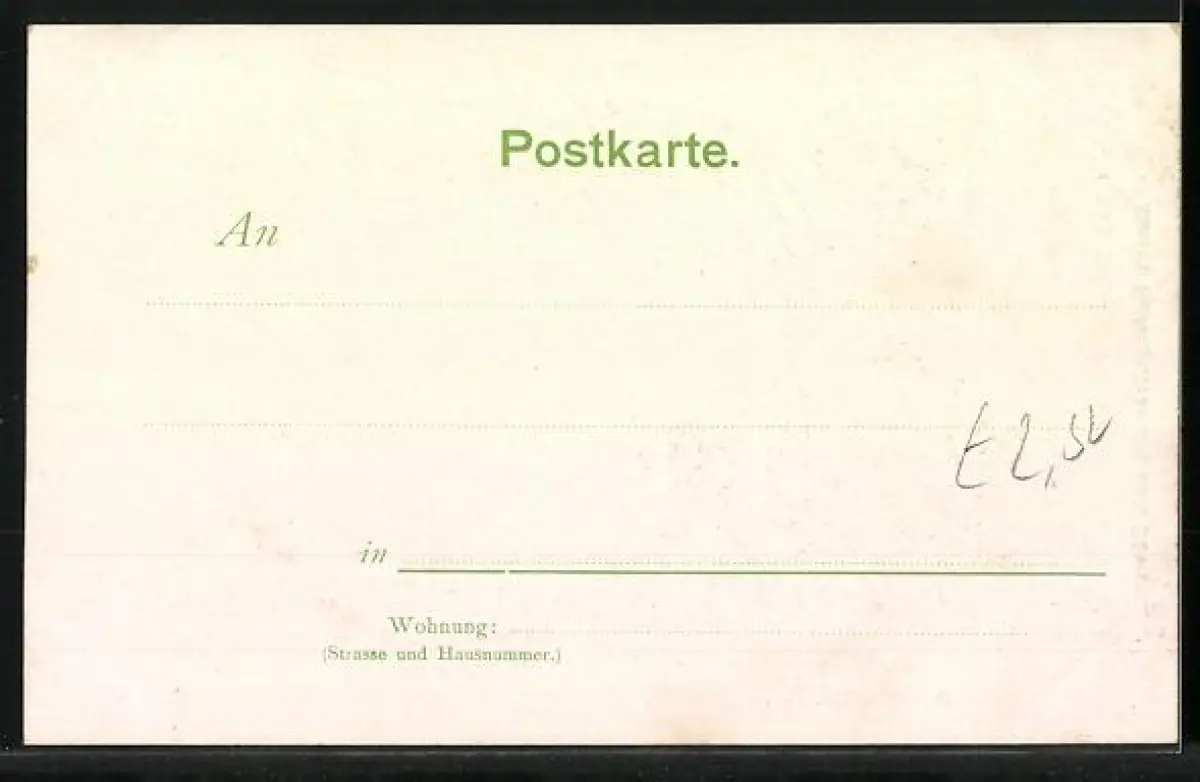 Postkarte.
An
E 2,50
in
Wohnung:
(Strasse und Hausnummer.)